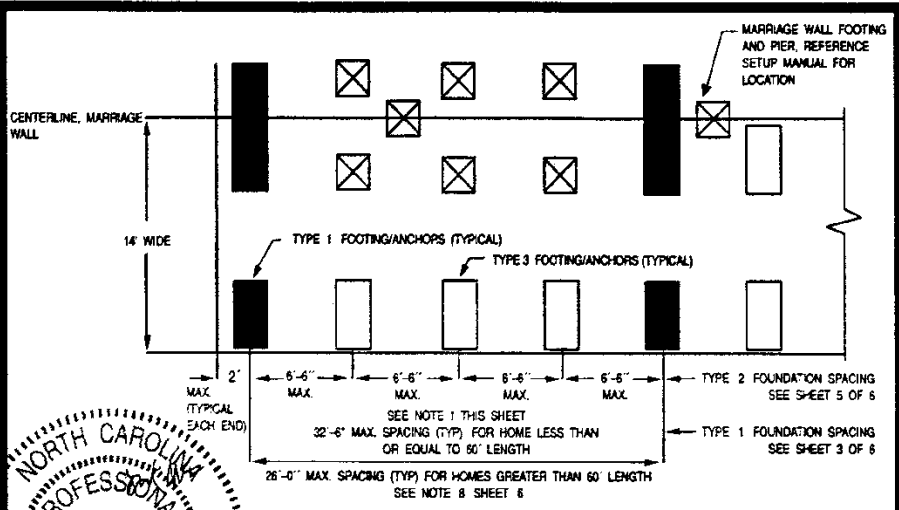 MARRIAGE WALL FOOTING
AND PIER, REFERENCE
SETUP MANUAL FOR
LOCATION
CENTERLINE, MARRIAGE
WALL
14' WIDE
TYPE 1 FOOTING/ANCHOPS (TYPICAL)
TYPE 3 FOOTING/ANCHORS (TYPICAL)
2'
MAX.
(TYPICAL
EACH END)
6'-6"
MAX.
6'-6"
MAX.
6'-6"
MAX.
6'-6"
MAX.
TYPE 2 FOUNDATION SPACING
SEE SHEET 5 OF 6
SEE NOTE 1 THIS SHEET
32'-6" MAX. SPACING (TYP) FOR HOME LESS THAN
OR EQUAL TO 60' LENGTH
TYPE 1 FOUNDATION SPACING
SEE SHEET 3 OF 6
26'-0" MAX. SPACING (TYP) FOR HOMES GREATER THAN 60' LENGTH
SEE NOTE 8 SHEET 6
NORTH CAROLINA
PROFESSIONAL